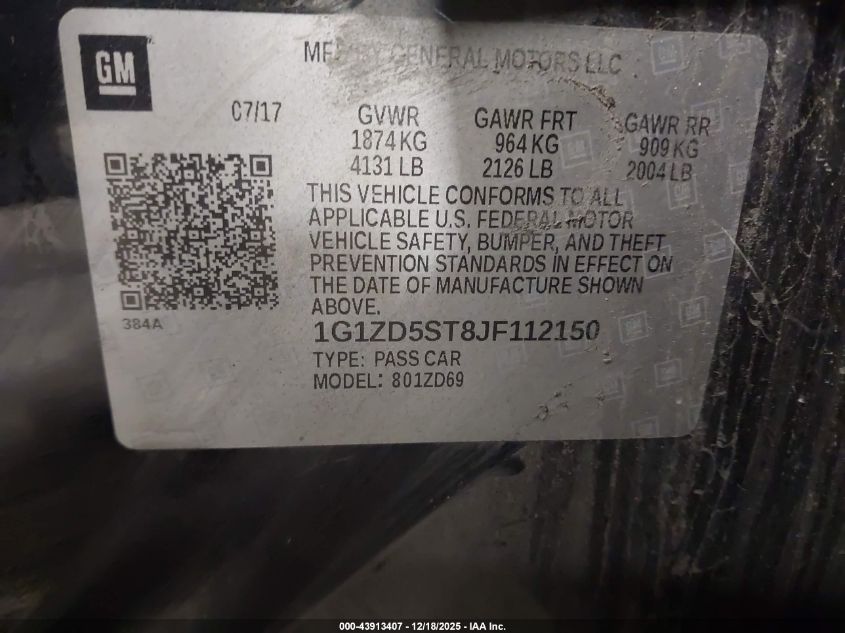 GM
MFD BY GENERAL MOTORS LLC
07/17
GVWR
1874 KG
4131 LB
GAWR FRT
964 KG
2126 LB
GAWR RR
909 KG
2004 LB
THIS VEHICLE CONFORMS TO ALL
APPLICABLE U.S. FEDERAL MOTOR
VEHICLE SAFETY, BUMPER, AND THEFT
PREVENTION STANDARDS IN EFFECT ON
THE DATE OF MANUFACTURE SHOWN
ABOVE.
384A
1G1ZD5ST8JF112150
TYPE: PASS CAR
MODEL: 801ZD69
000-43913407 - 12/18/2025 - IAA Inc.